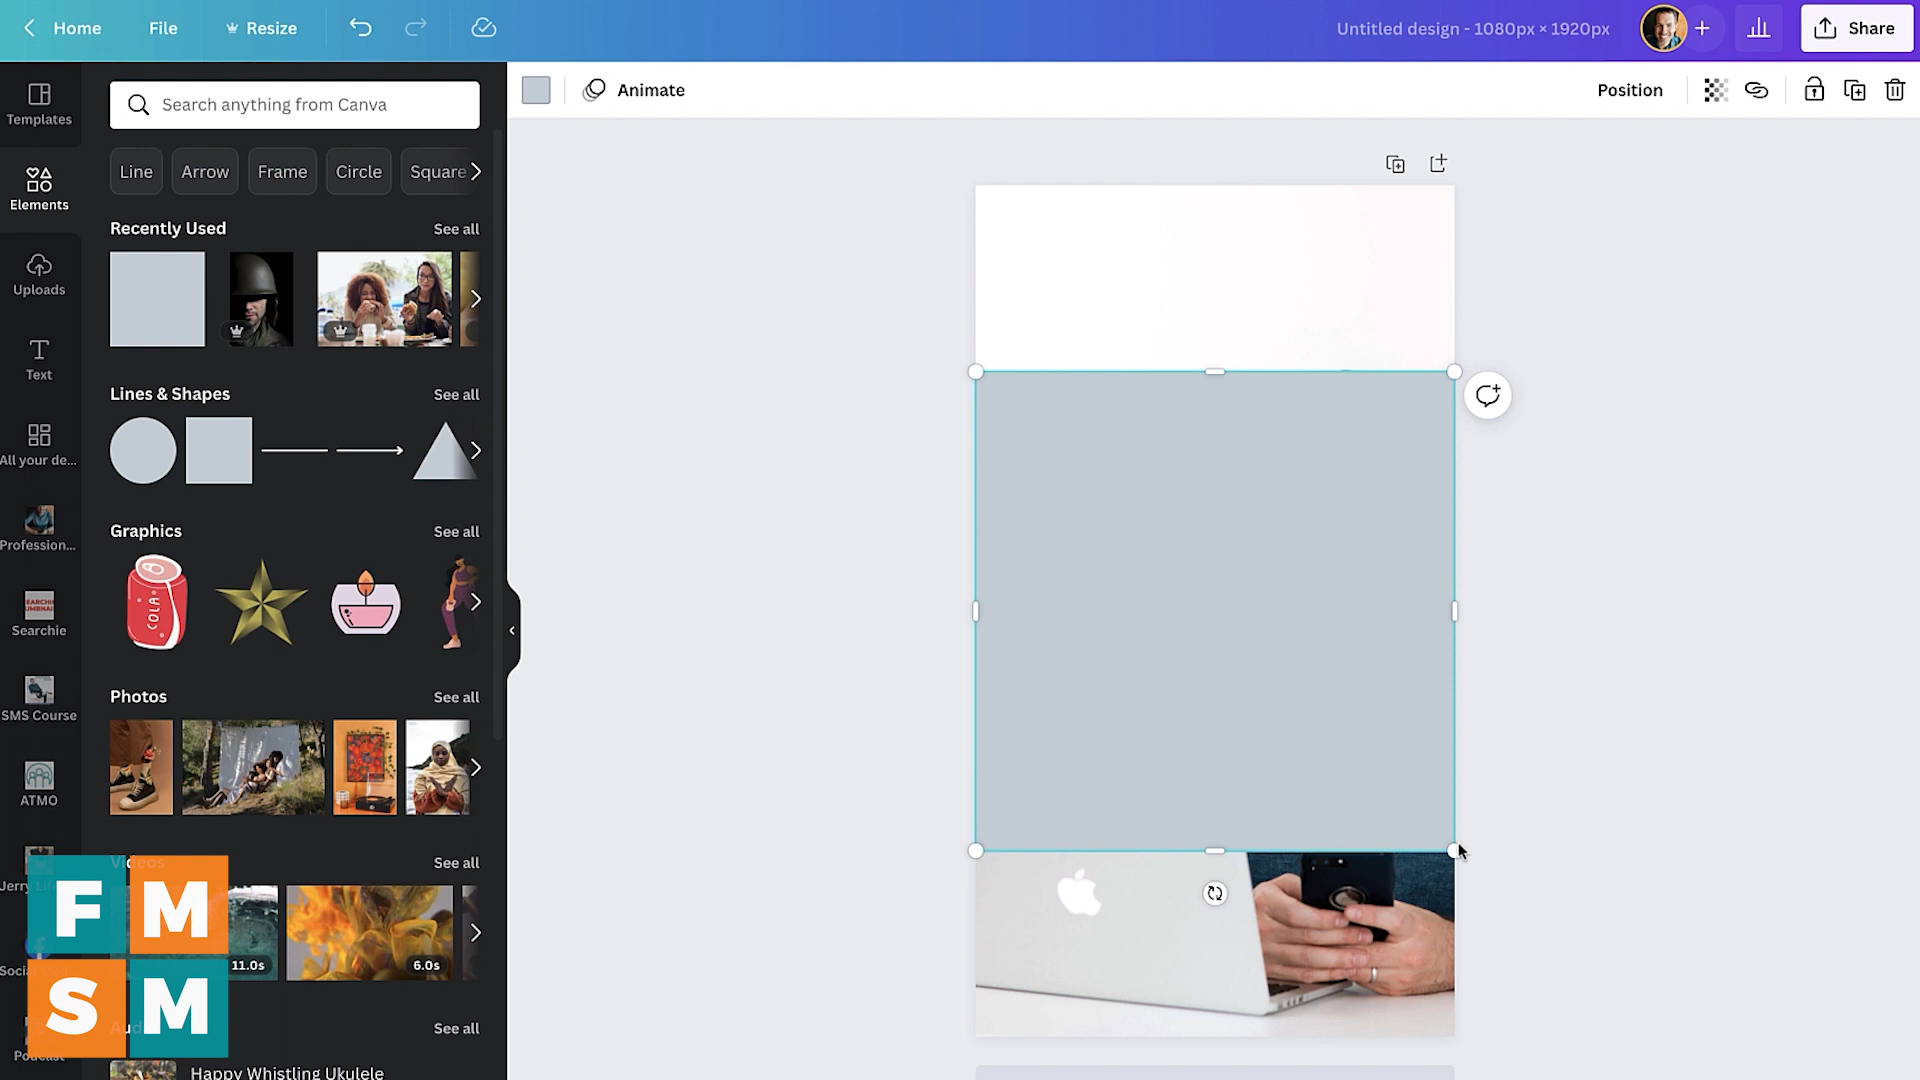 Home File Resize Untitled design - 1080px × 1920px Share
Templates
Elements
Uploads
Text
All your de...
Profession...
Searchie
SMS Course
ATMO
Search anything from Canva
Line Arrow Frame Circle Square
Recently Used See all
Lines & Shapes See all
Graphics See all
COLA
Photos See all
Videos See all
11.0s 6.0s
See all
Happy Whistling Ukulele
Podcast
Animate Position
F M
S M